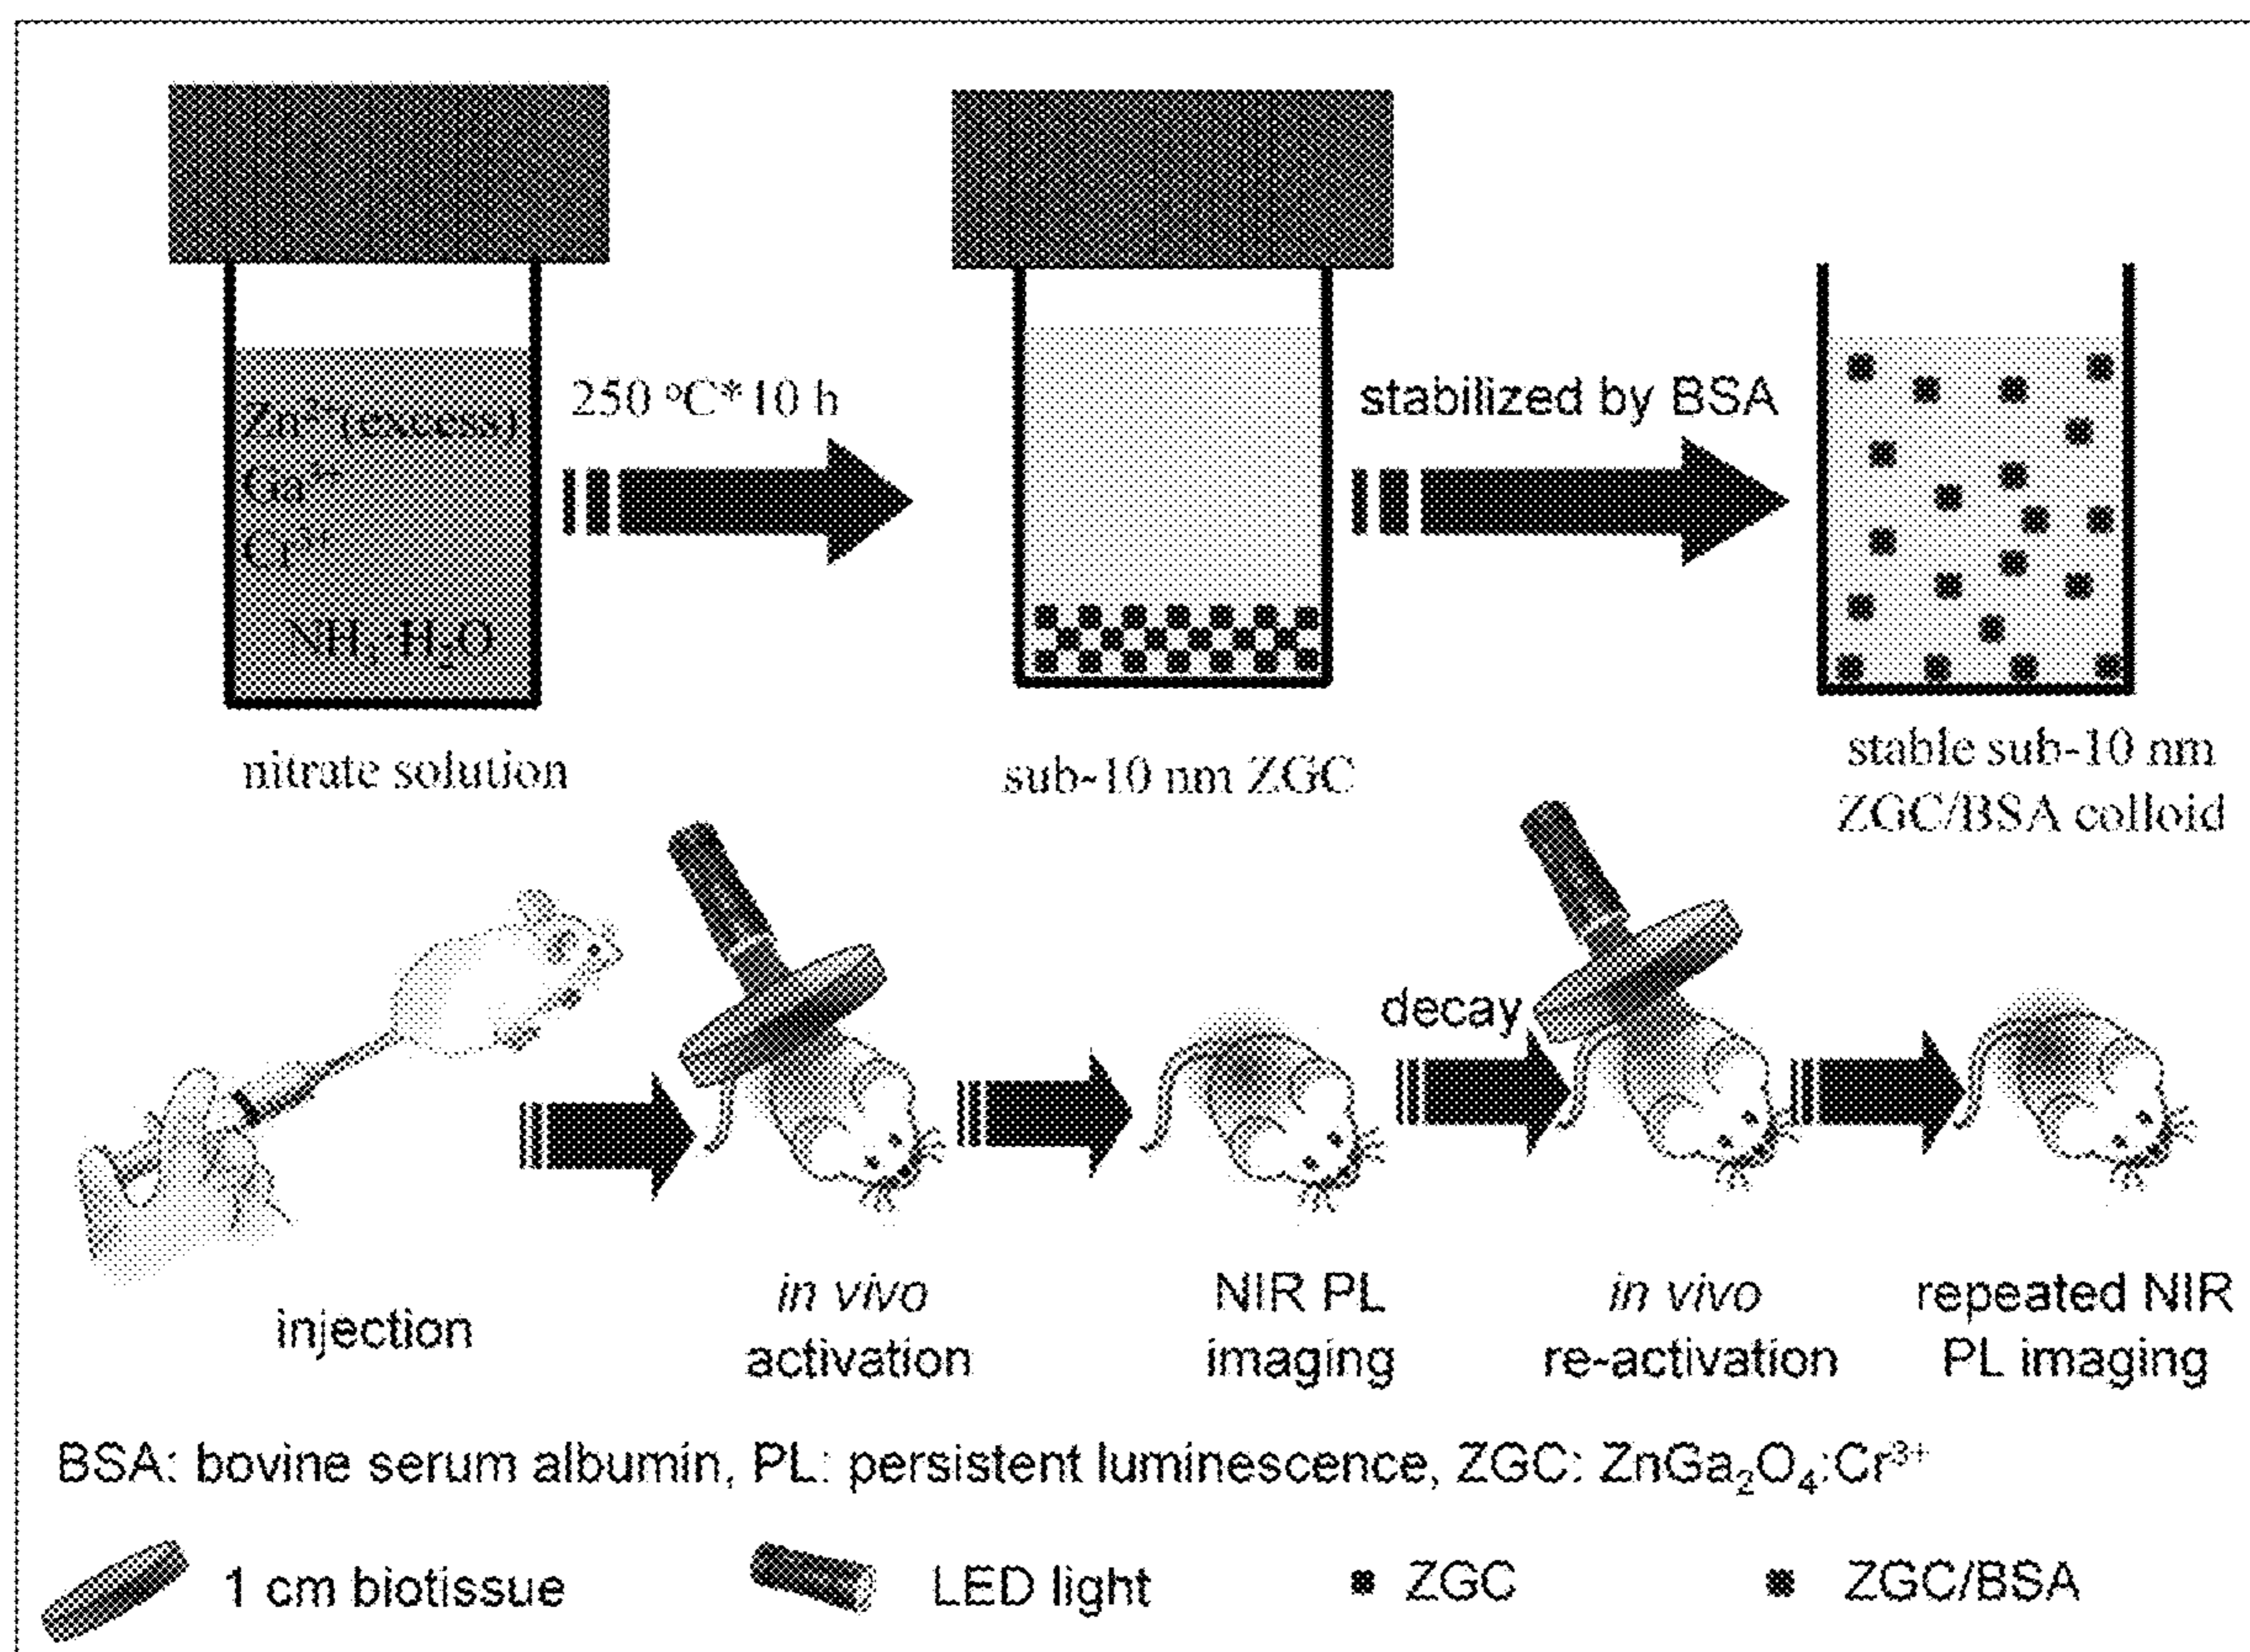 Zn²⁺ (excess)
Ga³⁺
Cr³⁺
NH₃·H₂O
250 °C*10 h
stabilized by BSA
nitrate solution
sub-10 nm ZGC
stable sub-10 nm
ZGC/BSA colloid
decay
injection
in vivo
activation
NIR PL
imaging
in vivo
re-activation
repeated NIR
PL imaging
BSA: bovine serum albumin, PL: persistent luminescence, ZGC: ZnGa₂O₄:Cr³⁺
1 cm biotissue
LED light
ZGC
ZGC/BSA